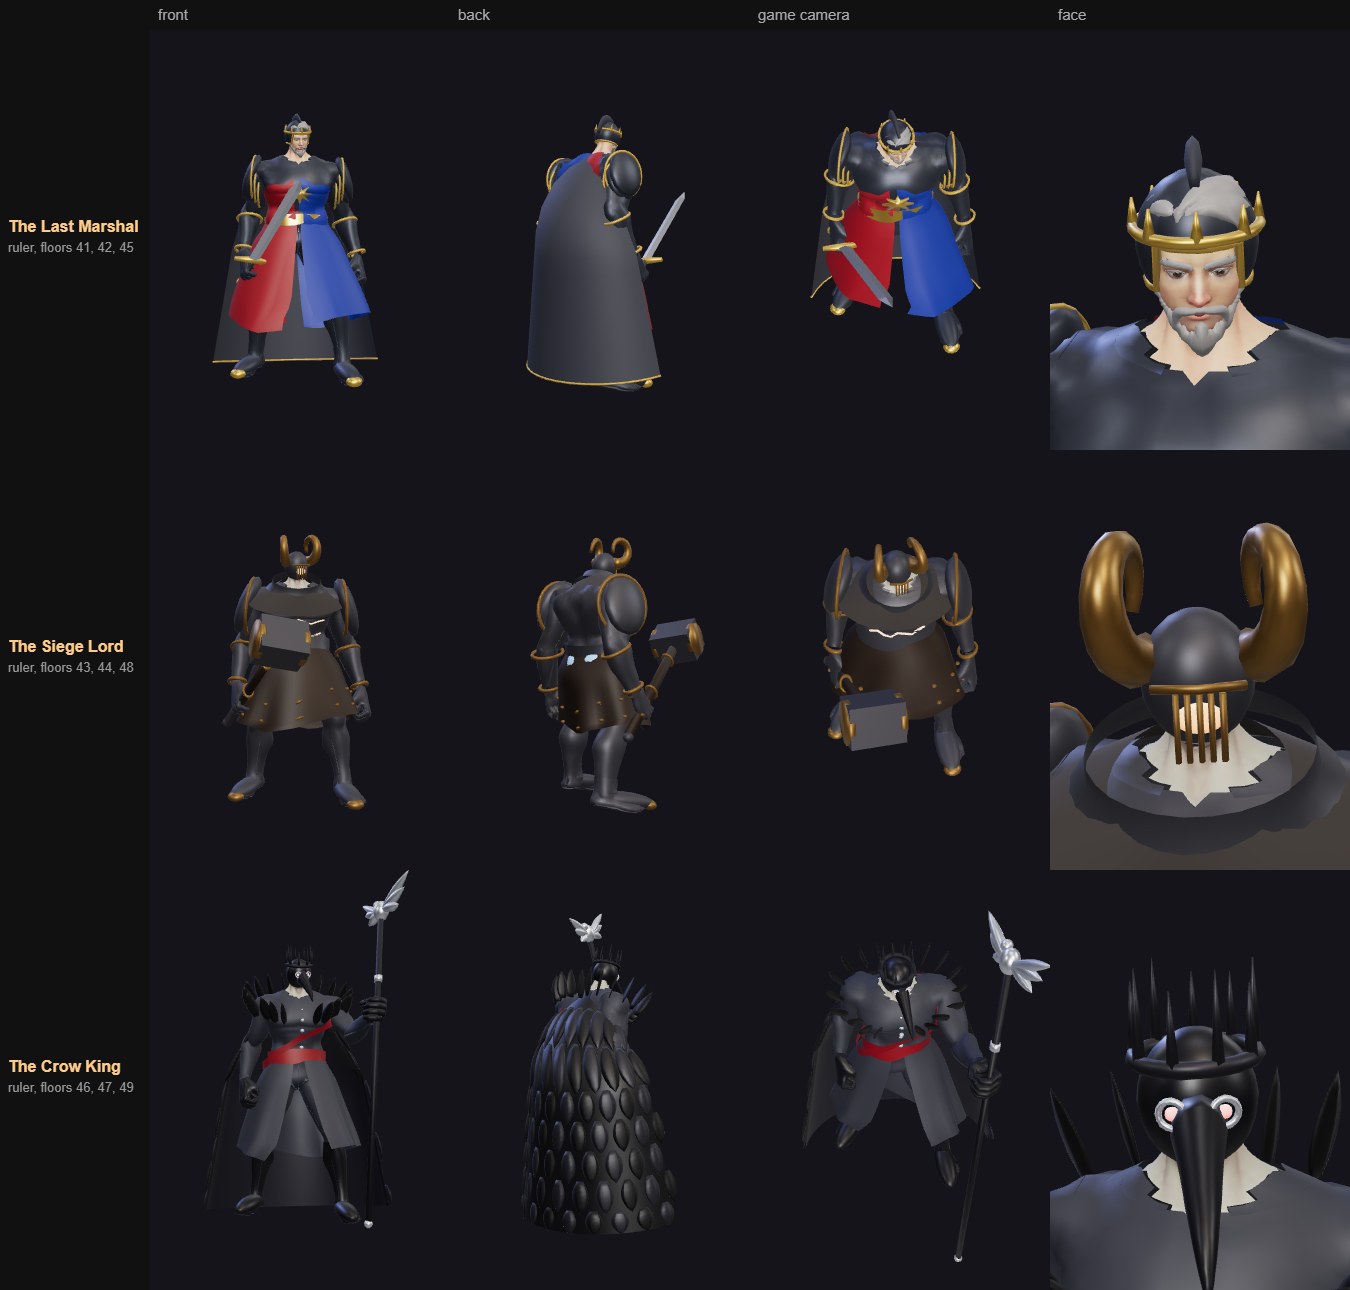 front back game camera face
The Last Marshal
ruler, floors 41, 42, 45
The Siege Lord
ruler, floors 43, 44, 48
The Crow King
ruler, floors 46, 47, 49